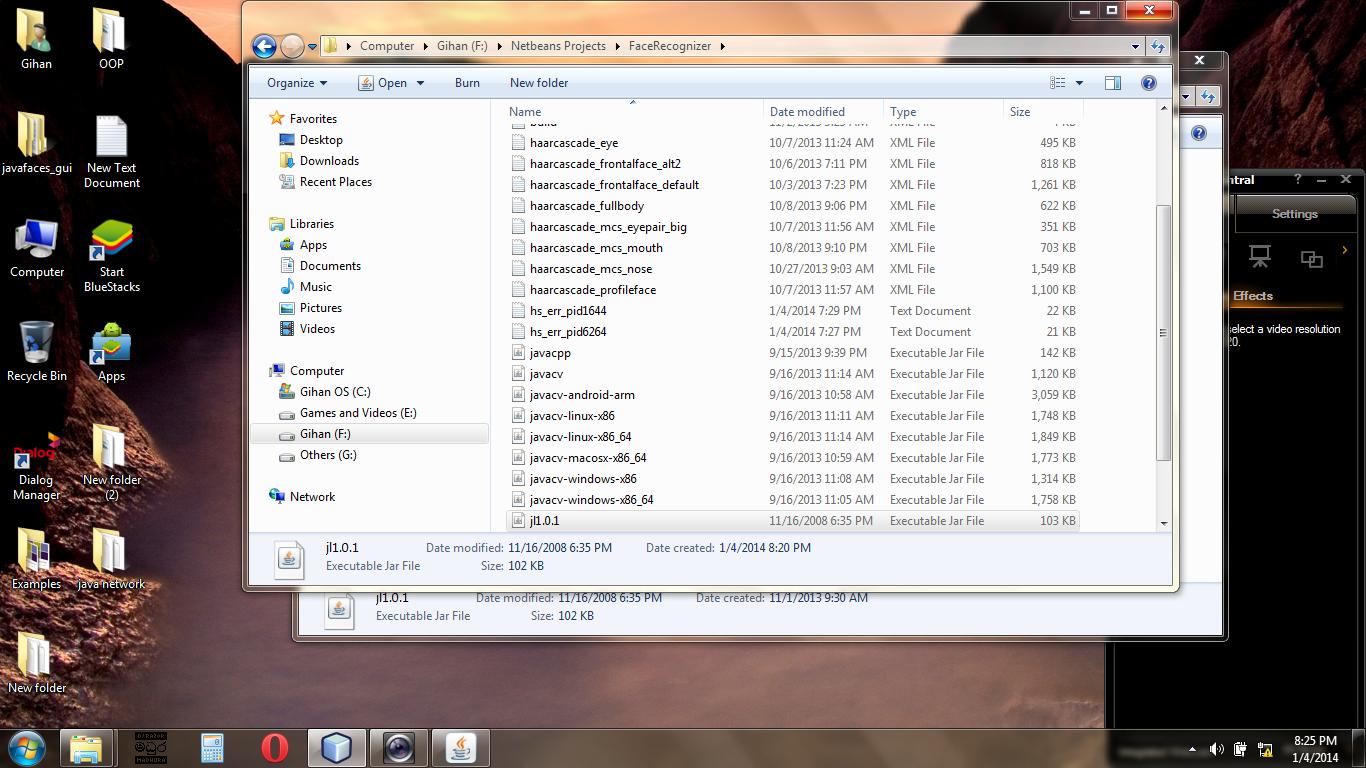 Gihan
OOP
javafaces_gui
New Text
Document
Computer
Start
BlueStacks
Recycle Bin
Apps
Dialog
Dialog
Manager
New folder
(2)
Examples
java network
New folder
Computer Gihan (F:) Netbeans Projects FaceRecognizer
Organize Open Burn New folder
Favorites
Desktop
Downloads
Recent Places
Libraries
Apps
Documents
Music
Pictures
Videos
Computer
Gihan OS (C:)
Games and Videos (E:)
Gihan (F:)
Others (G:)
Network
Name Date modified Type Size
haarcascade_eye 10/7/2013 11:24 AM XML File 495 KB
haarcascade_frontalface_alt2 10/6/2013 7:11 PM XML File 818 KB
haarcascade_frontalface_default 10/3/2013 7:23 PM XML File 1,261 KB
haarcascade_fullbody 10/8/2013 9:06 PM XML File 622 KB
haarcascade_mcs_eyepair_big 10/7/2013 11:56 AM XML File 351 KB
haarcascade_mcs_mouth 10/8/2013 9:10 PM XML File 703 KB
haarcascade_mcs_nose 10/27/2013 9:03 AM XML File 1,549 KB
haarcascade_profileface 10/7/2013 11:57 AM XML File 1,100 KB
hs_err_pid1644 1/4/2014 7:29 PM Text Document 22 KB
hs_err_pid6264 1/4/2014 7:27 PM Text Document 21 KB
javacpp 9/15/2013 9:39 PM Executable Jar File 142 KB
javacv 9/16/2013 11:14 AM Executable Jar File 1,120 KB
javacv-android-arm 9/16/2013 10:58 AM Executable Jar File 3,059 KB
javacv-linux-x86 9/16/2013 11:11 AM Executable Jar File 1,748 KB
javacv-linux-x86_64 9/16/2013 11:14 AM Executable Jar File 1,849 KB
javacv-macosx-x86_64 9/16/2013 10:59 AM Executable Jar File 1,773 KB
javacv-windows-x86 9/16/2013 11:08 AM Executable Jar File 1,314 KB
javacv-windows-x86_64 9/16/2013 11:05 AM Executable Jar File 1,758 KB
jl1.0.1 11/16/2008 6:35 PM Executable Jar File 103 KB
jl1.0.1 Date modified: 11/16/2008 6:35 PM Date created: 1/4/2014 8:20 PM
Executable Jar File Size: 102 KB
jl1.0.1 Date modified: 11/16/2008 6:35 PM Date created: 11/1/2013 9:30 AM
Executable Jar File Size: 102 KB
ntral
Settings
Effects
elect a video resolution
20.
මධුර
MADHURA
8:25 PM
1/4/2014